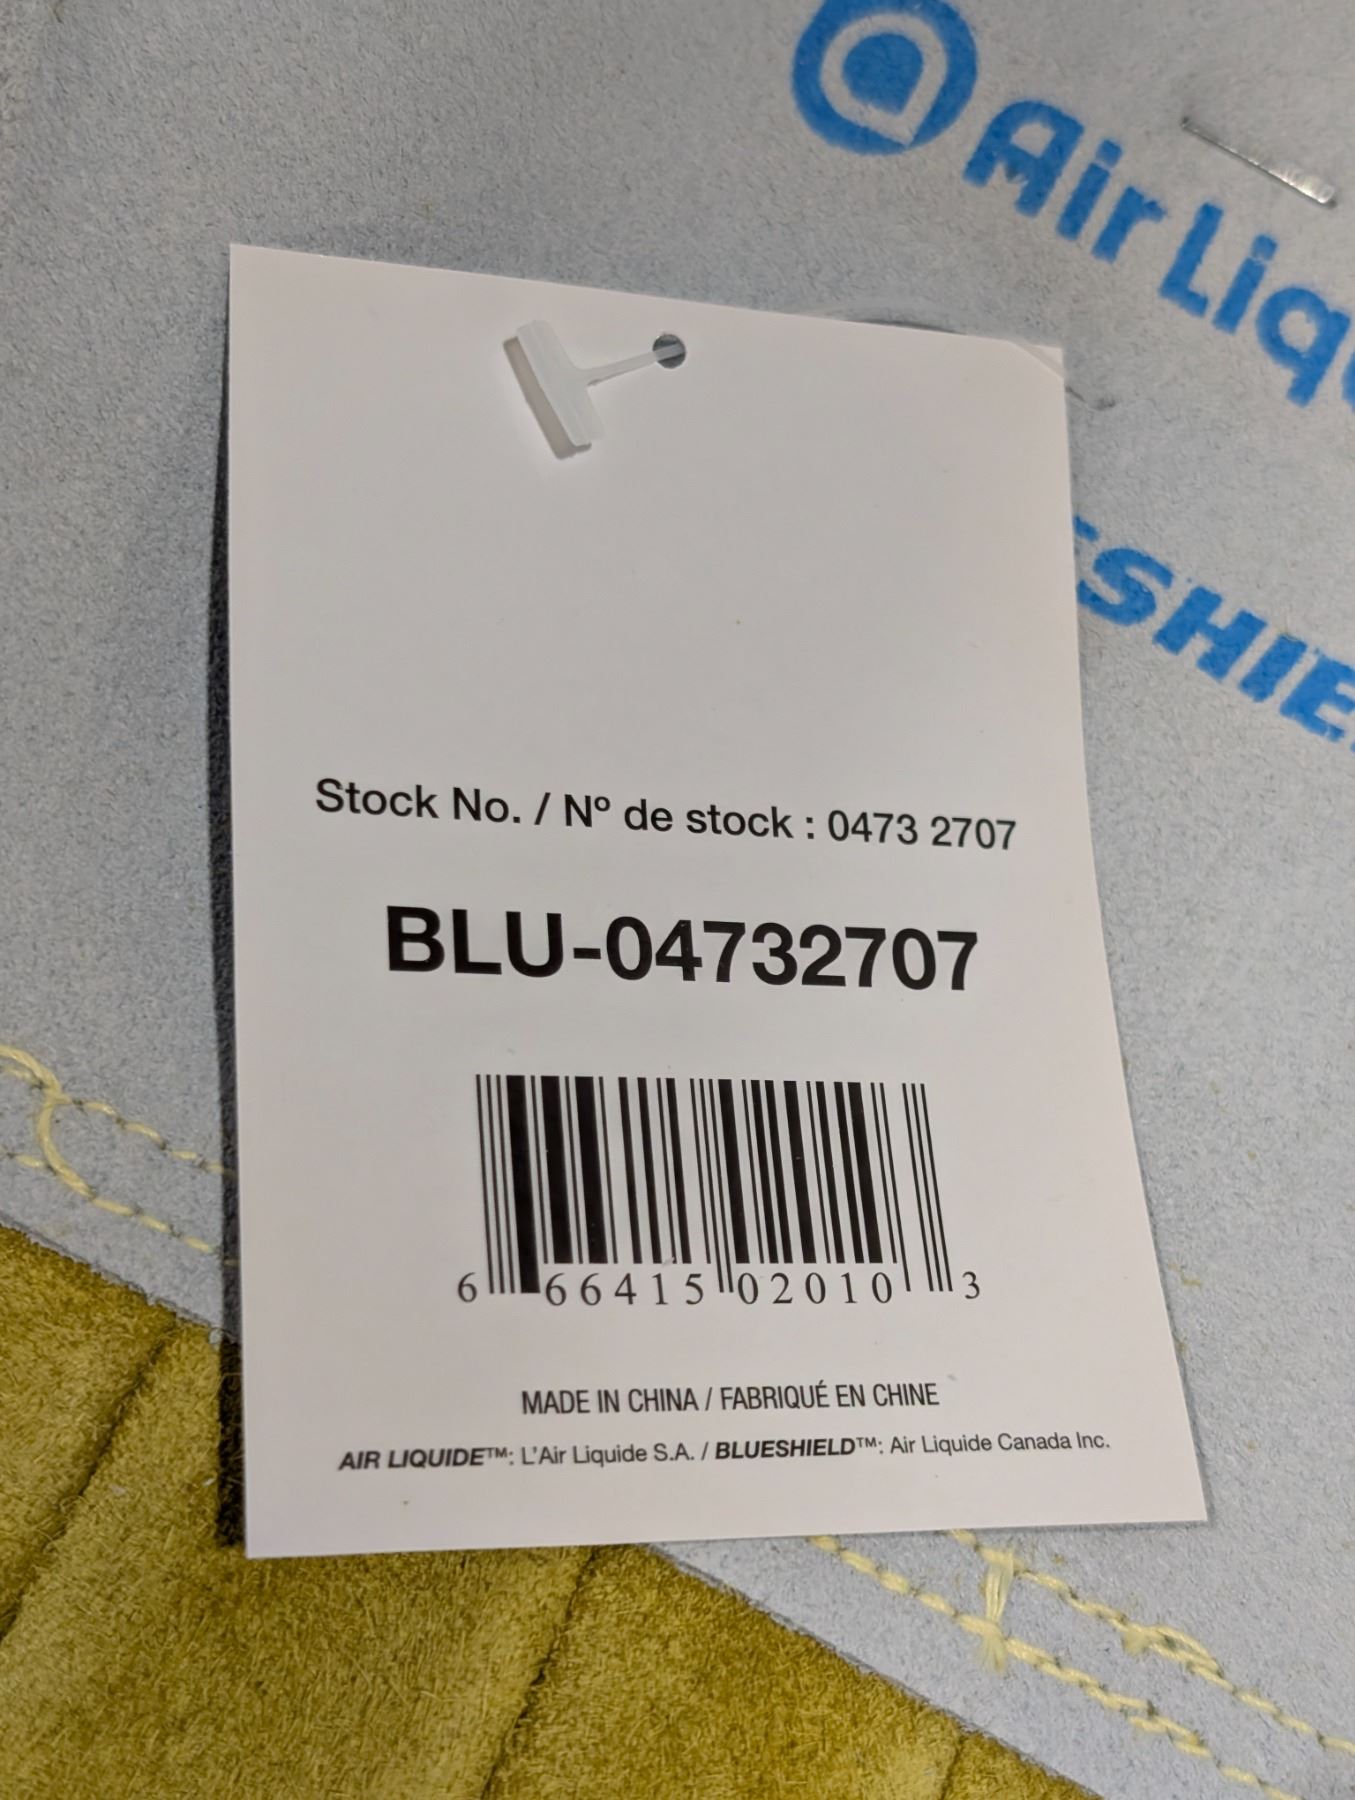 Air Liqu
SHIE
Stock No. / Nº de stock : 0473 2707
BLU-04732707
6 66415 02010 3
MADE IN CHINA / FABRIQUÉ EN CHINE
AIR LIQUIDE™: L'Air Liquide S.A. / BLUESHIELD™: Air Liquide Canada Inc.